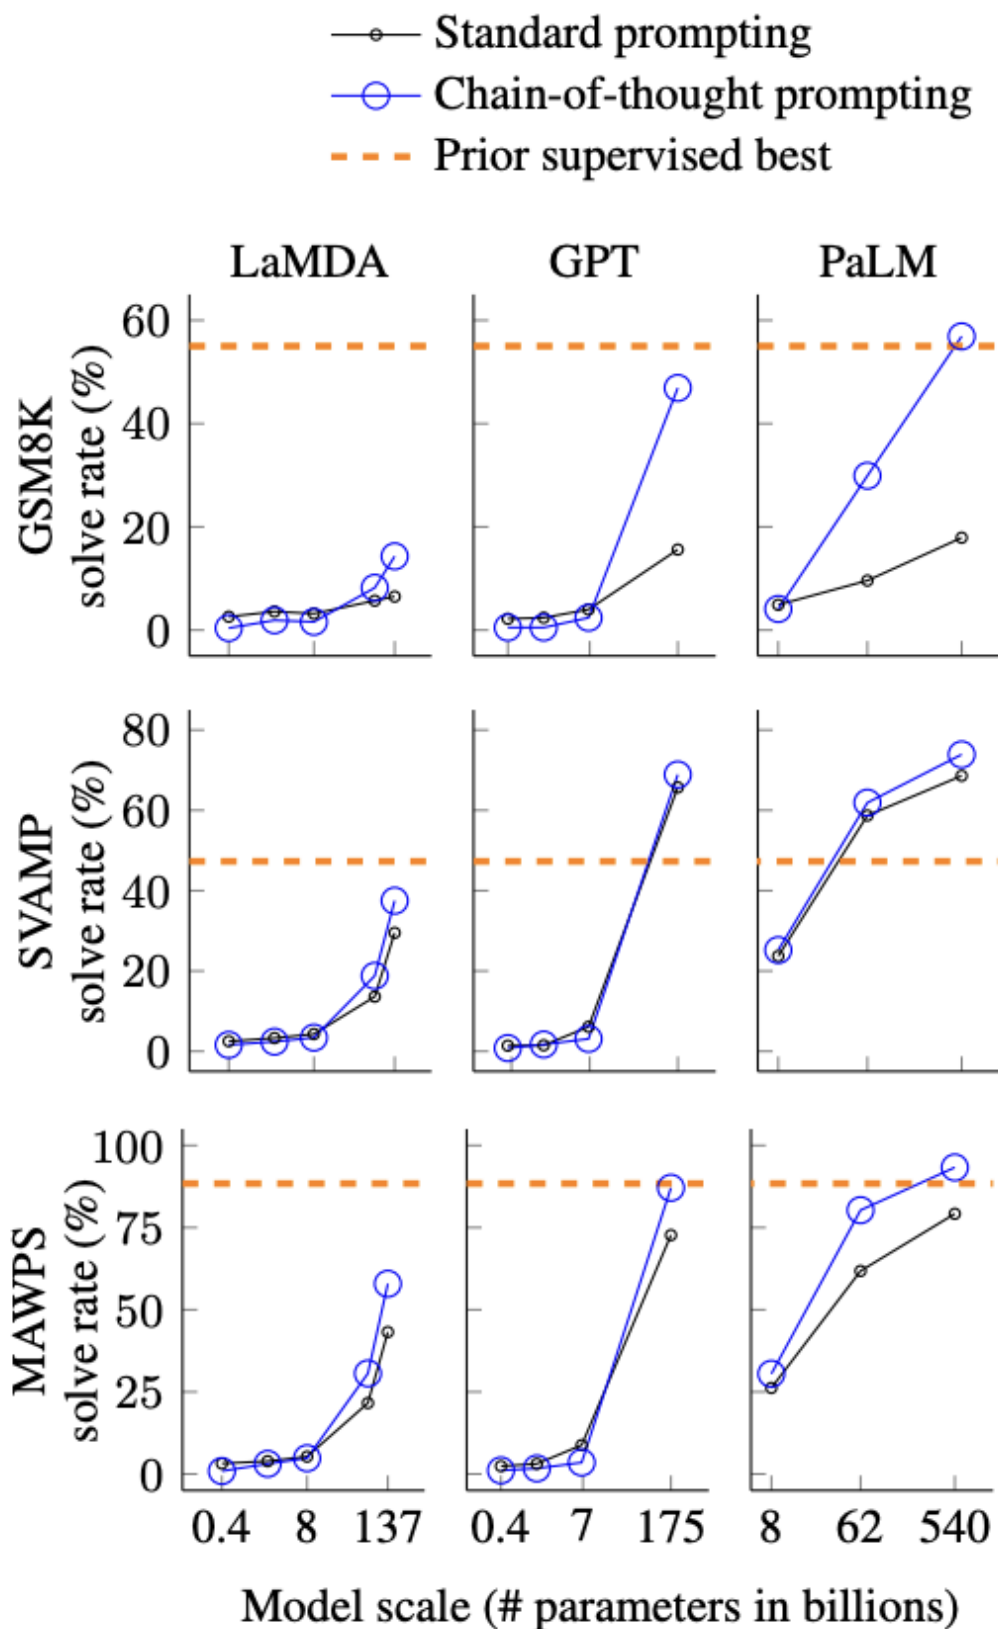 Standard prompting
Chain-of-thought prompting
Prior supervised best
LaMDA
GPT
PaLM
GSM8K
solve rate (%)
60
40
20
0
SVAMP
solve rate (%)
80
60
40
20
0
MAWPS
solve rate (%)
100
75
50
25
0
0.4 8 137
0.4 7 175
8 62 540
Model scale (# parameters in billions)